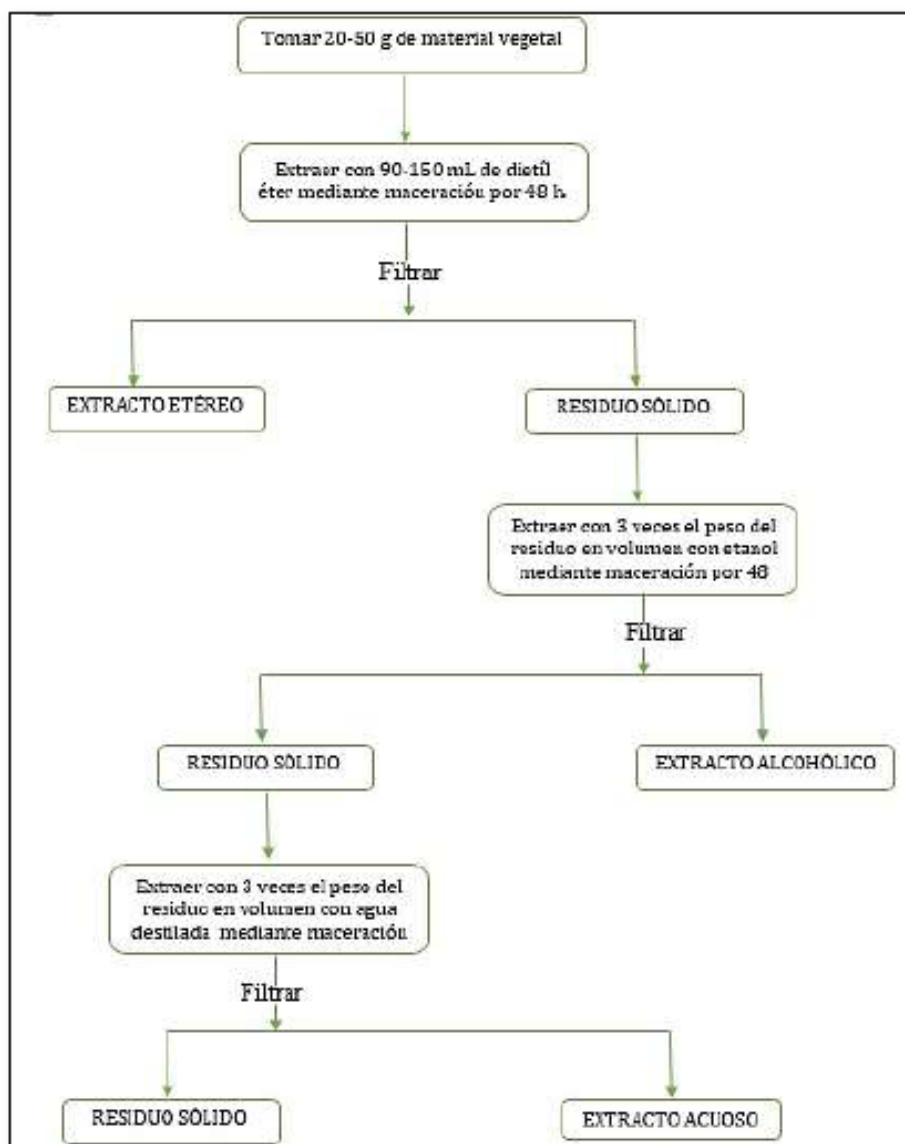 Tomar 20-50 g de material vegetal
Extraer con 90-150 mL de dietíl
éter mediante maceración por 48 h.
Filtrar
EXTRACTO ETÉREO
RESIDUO SÓLIDO
Extraer con 3 veces el peso del
residuo en volumen con etanol
mediante maceración por 48
Filtrar
RESIDUO SÓLIDO
EXTRACTO ALCOHÓLICO
Extraer con 3 veces el peso del
residuo en volumen con agua
destilada mediante maceración
Filtrar
RESIDUO SÓLIDO
EXTRACTO ACUOSO